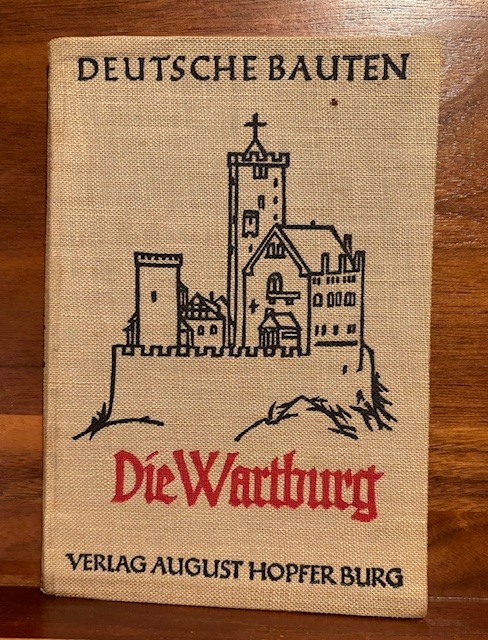 DEUTSCHE BAUTEN
Die Wartburg
VERLAG AUGUST HOPFER BURG